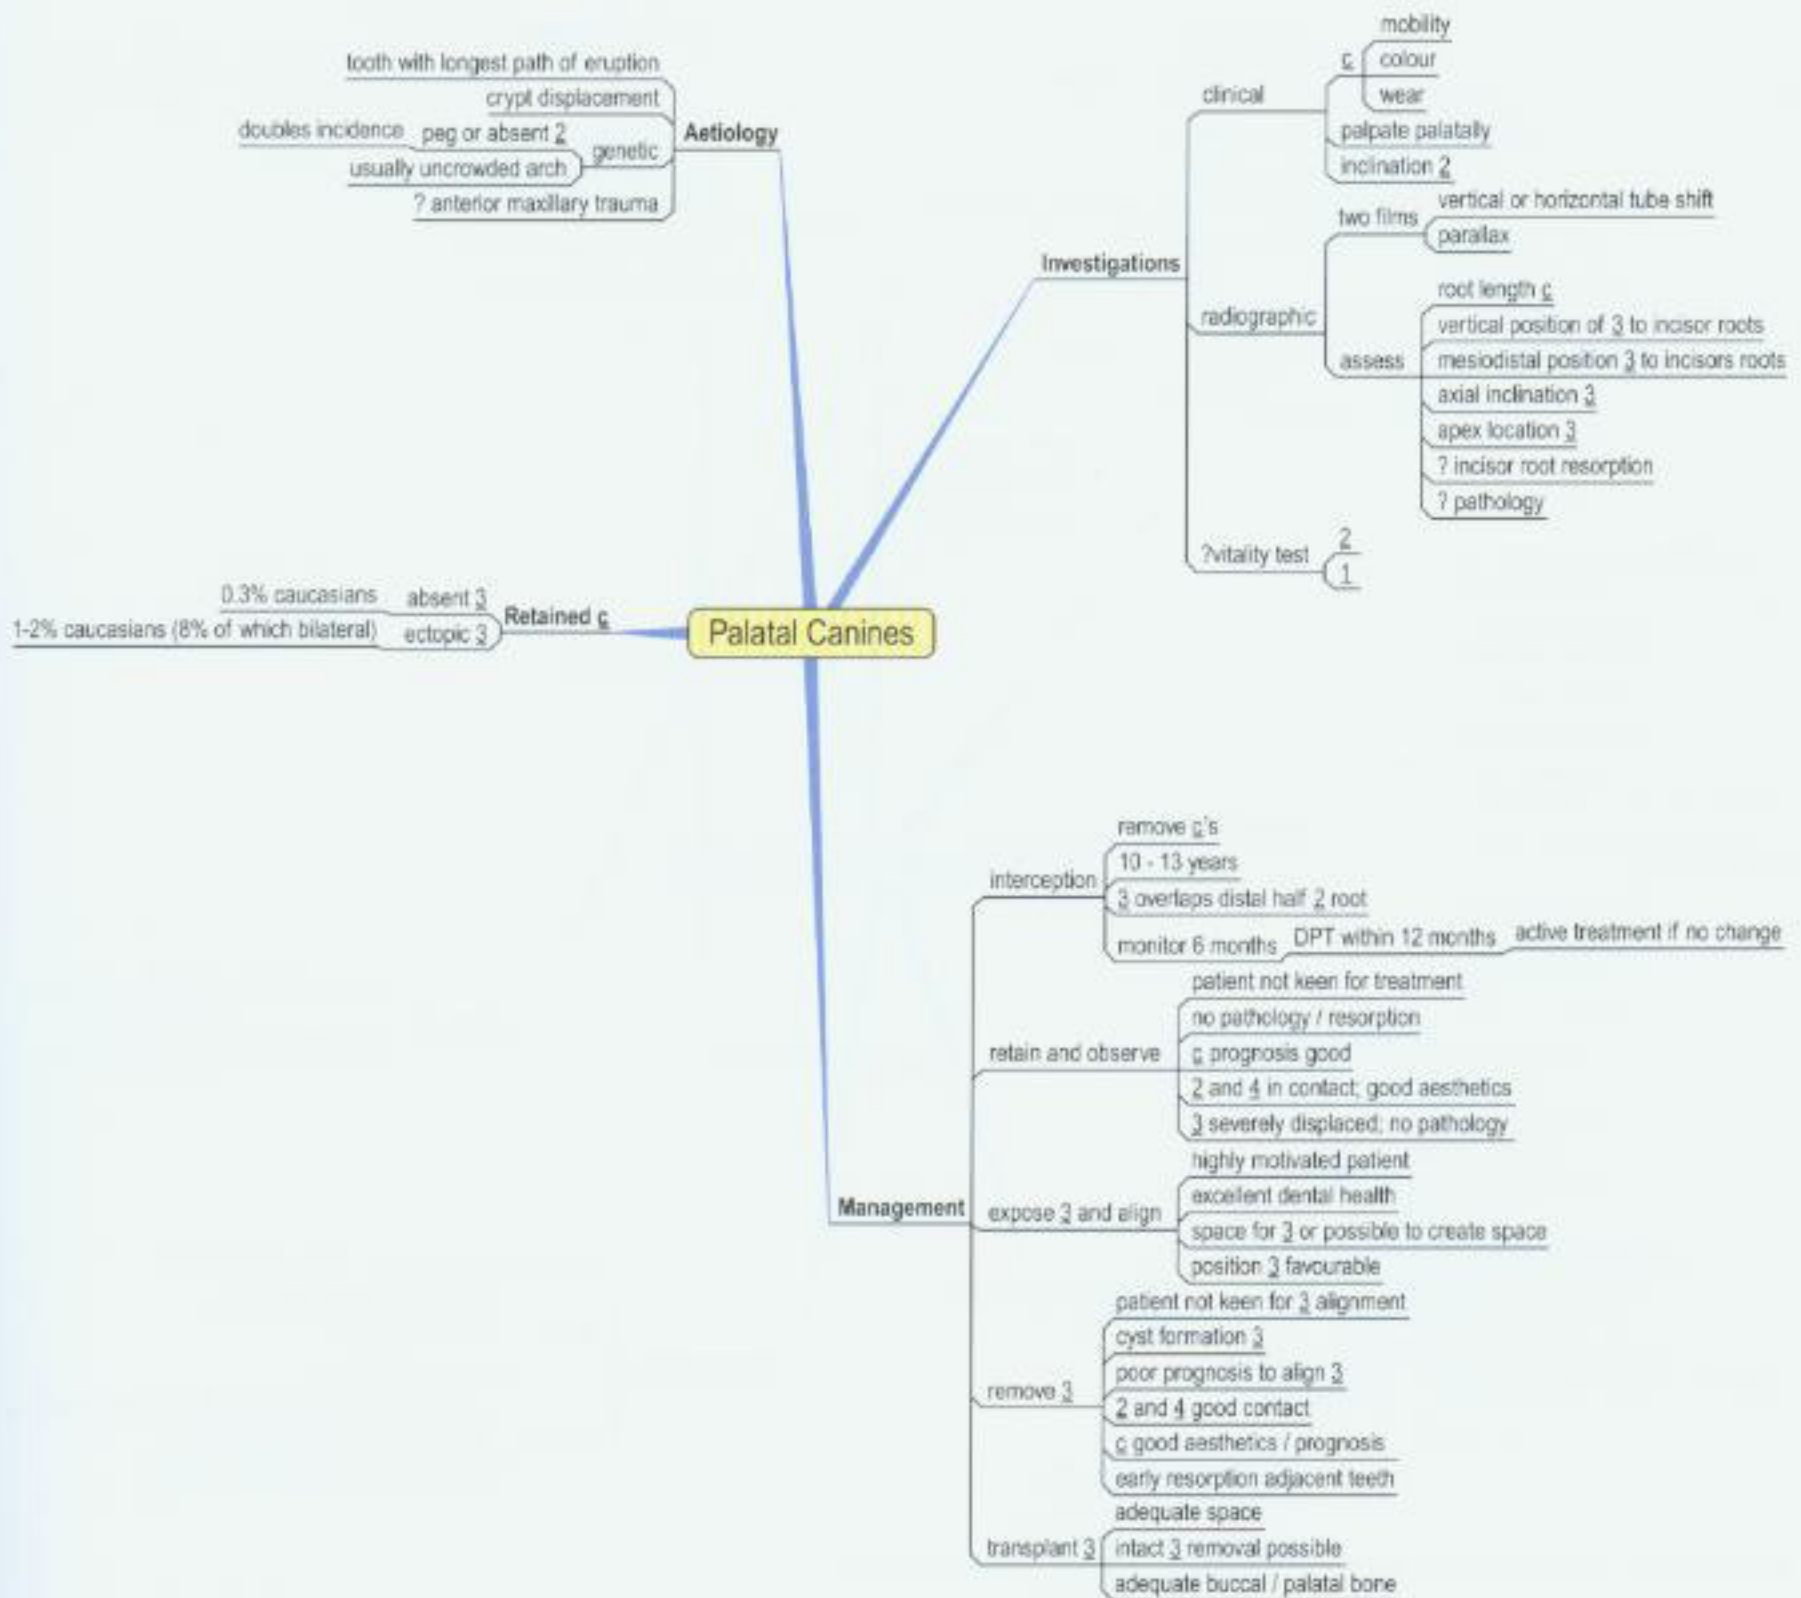 tooth with longest path of eruption
crypt displacement
doubles incidence
peg or absent 2
genetic
usually uncrowded arch
? anterior maxillary trauma
Aetiology
Investigations
clinical
c
mobility
colour
wear
palpate palatally
inclination 2
radiographic
two films
vertical or horizontal tube shift
parallax
assess
root length c
vertical position of 3 to incisor roots
mesiodistal position 3 to incisors roots
axial inclination 3
apex location 3
? incisor root resorption
? pathology
?vitality test
2
1
0.3% caucasians
absent 3
1-2% caucasians (8% of which bilateral)
ectopic 3
Retained c
Palatal Canines
Management
interception
remove c's
10 - 13 years
3 overlaps distal half 2 root
monitor 6 months
DPT within 12 months
active treatment if no change
retain and observe
patient not keen for treatment
no pathology / resorption
c prognosis good
2 and 4 in contact; good aesthetics
3 severely displaced; no pathology
expose 3 and align
highly motivated patient
excellent dental health
space for 3 or possible to create space
position 3 favourable
remove 3
patient not keen for 3 alignment
cyst formation 3
poor prognosis to align 3
2 and 4 good contact
c good aesthetics / prognosis
early resorption adjacent teeth
transplant 3
adequate space
intact 3 removal possible
adequate buccal / palatal bone